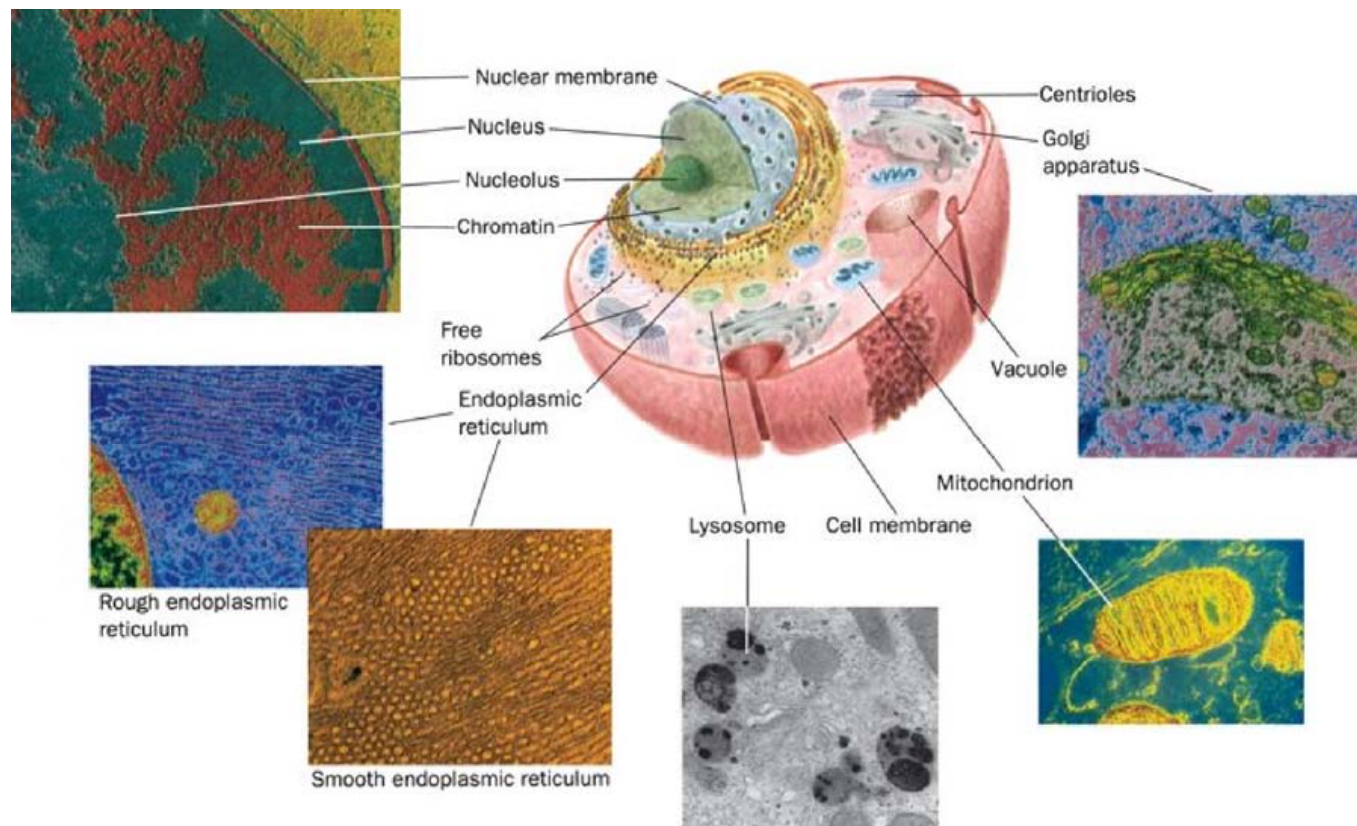 Nuclear membrane
Nucleus
Nucleolus
Chromatin
Free
ribosomes
Endoplasmic
reticulum
Rough endoplasmic
reticulum
Smooth endoplasmic reticulum
Lysosome
Cell membrane
Centrioles
Golgi
apparatus
Vacuole
Mitochondrion